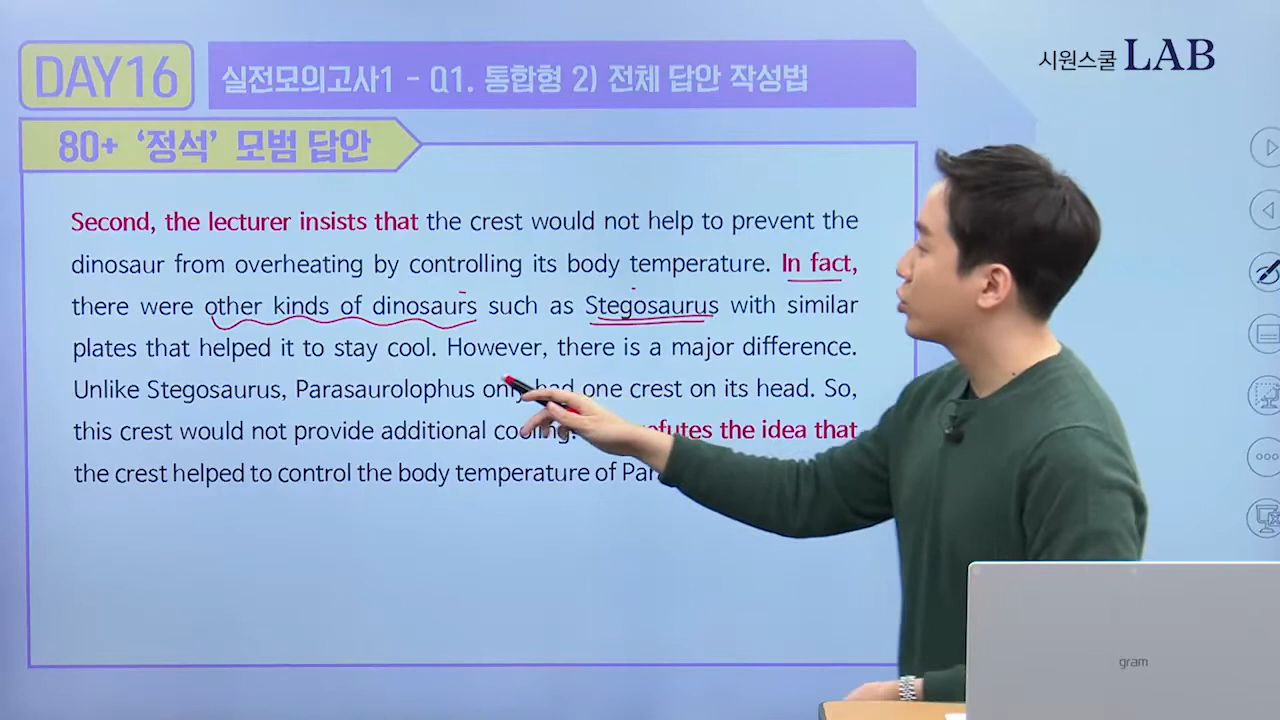 시원스쿨 LAB
DAY16
실전모의고사1 - Q1. 통합형 2) 전체 답안 작성법
80+ ‘정석’ 모범 답안
Second, the lecturer insists that the crest would not help to prevent the
dinosaur from overheating by controlling its body temperature. In fact,
there were other kinds of dinosaurs such as Stegosaurus with similar
plates that helped it to stay cool. However, there is a major difference.
Unlike Stegosaurus, Parasaurolophus only had one crest on its head. So,
this crest would not provide additional cooling. the idea that
the crest helped to control the body temperature of
gram